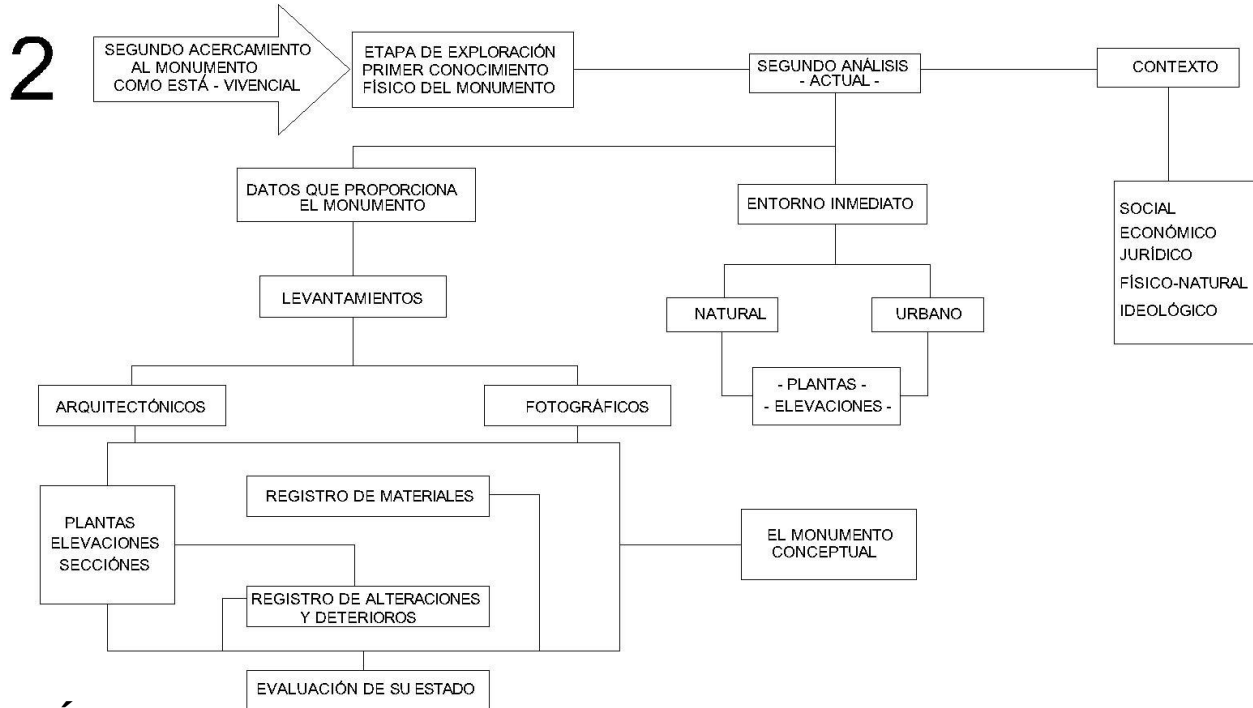 2
SEGUNDO ACERCAMIENTO
AL MONUMENTO
COMO ESTÁ - VIVENCIAL
ETAPA DE EXPLORACIÓN
PRIMER CONOCIMIENTO
FÍSICO DEL MONUMENTO
SEGUNDO ANÁLISIS
- ACTUAL -
CONTEXTO
DATOS QUE PROPORCIONA
EL MONUMENTO
ENTORNO INMEDIATO
SOCIAL
ECONÓMICO
JURÍDICO
FÍSICO-NATURAL
IDEOLÓGICO
LEVANTAMIENTOS
NATURAL
URBANO
- PLANTAS -
- ELEVACIONES -
ARQUITECTÓNICOS
FOTOGRÁFICOS
PLANTAS
ELEVACIONES
SECCIÓNES
REGISTRO DE MATERIALES
EL MONUMENTO
CONCEPTUAL
REGISTRO DE ALTERACIONES
Y DETERIOROS
EVALUACIÓN DE SU ESTADO